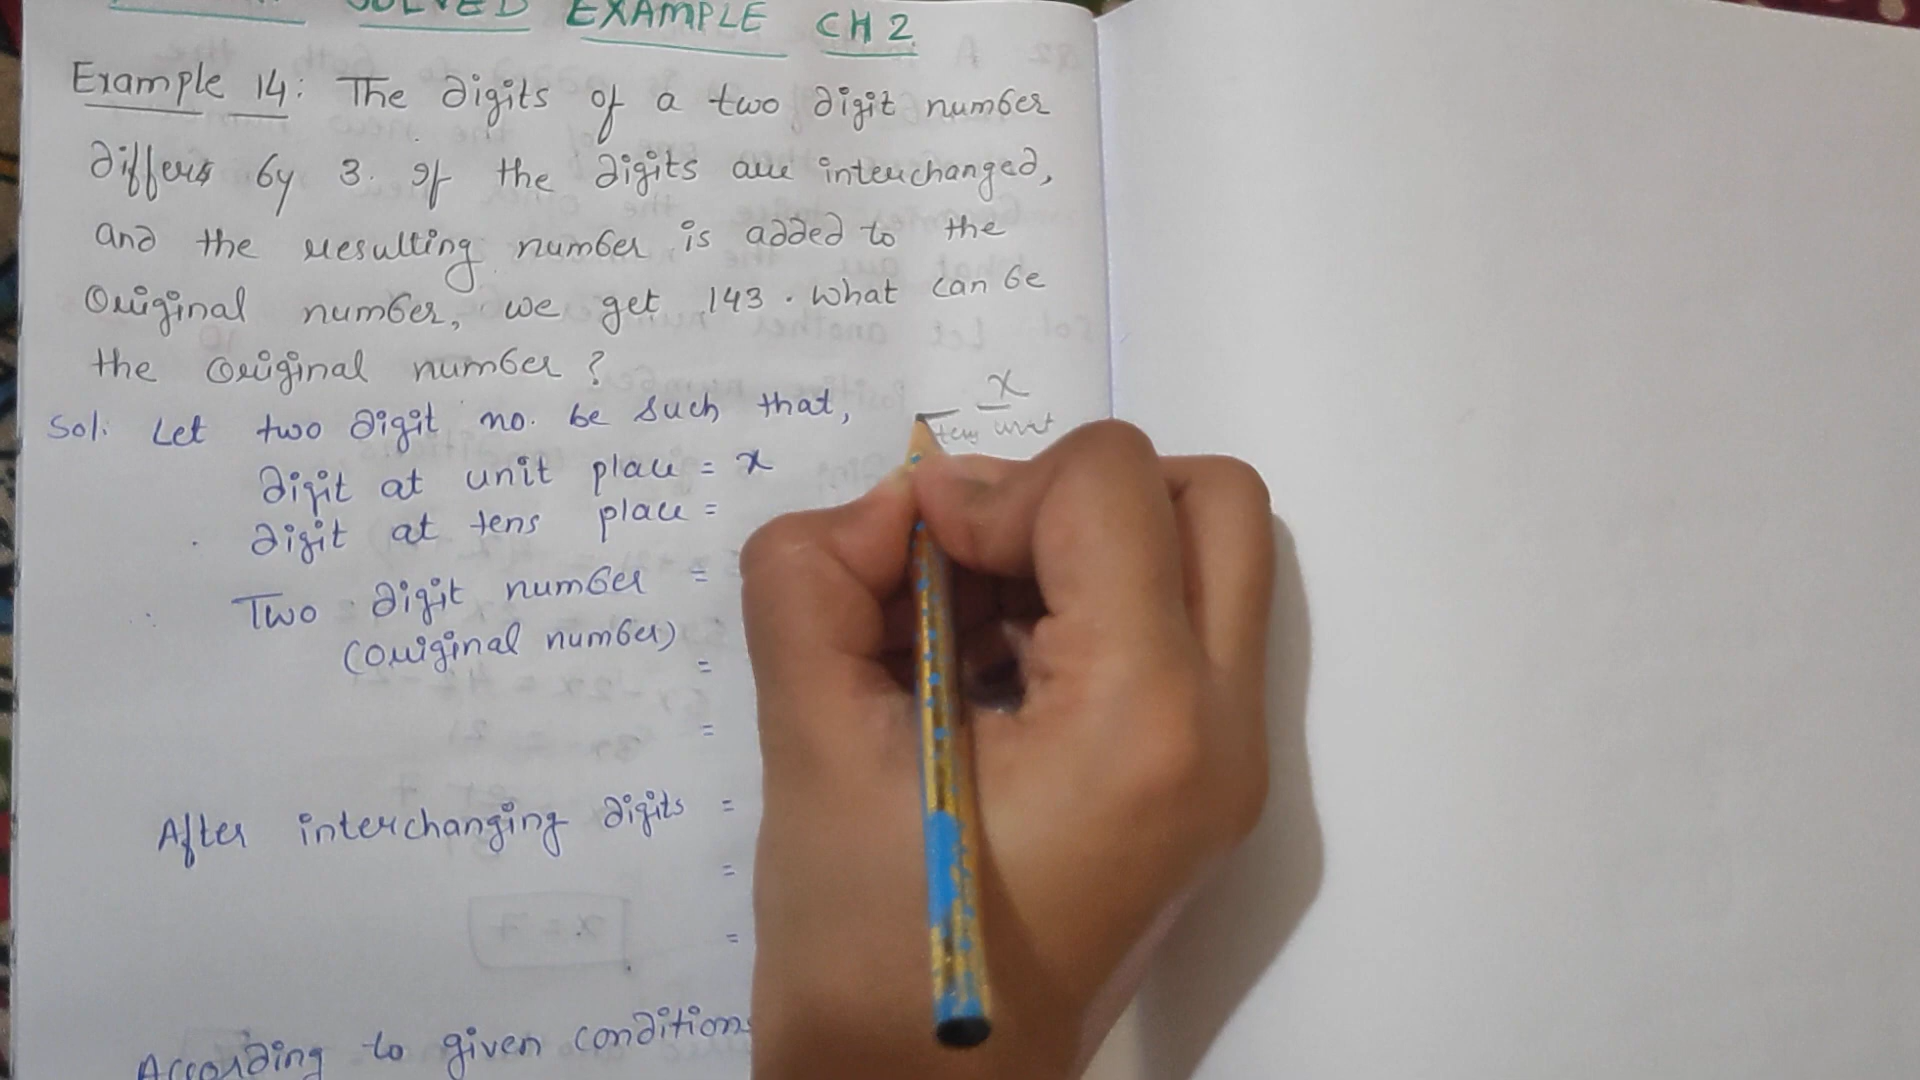 SOLVED EXAMPLE CH 2
Example 14: The digits of a two digit number
differs by 3. If the digits are interchanged,
and the resulting number is added to the
Original number, we get 143. What can be
the original number?
Sol: Let two digit no. be such that,
x
tens unit
digit at unit place = x
digit at tens place =
Two digit number =
(Original number)
=
=
After interchanging digits =
=
=
According to given conditions